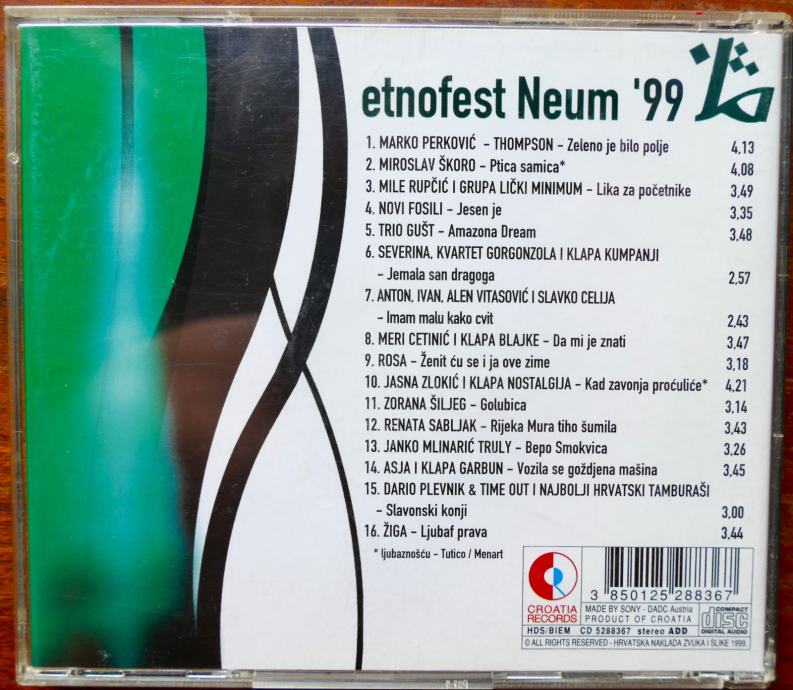 etnofest Neum '99
1. MARKO PERKOVIĆ - THOMPSON - Zeleno je bilo polje 4,13
2. MIROSLAV ŠKORO - Ptica samica* 4,08
3. MILE RUPČIĆ I GRUPA LIČKI MINIMUM - Lika za početnike 3,49
4. NOVI FOSILI - Jesen je 3,35
5. TRIO GUŠT - Amazona Dream 3,48
6. SEVERINA, KVARTET GORGONZOLA I KLAPA KUMPANJI
- Jemala san dragoga 2,57
7. ANTON, IVAN, ALEN VITASOVIĆ I SLAVKO CELIJA
- Imam malu kako cvit 2,43
8. MERI CETINIĆ I KLAPA BLAJKE - Da mi je znati 3,47
9. ROSA - Ženit ću se i ja ove zime 3,18
10. JASNA ZLOKIĆ I KLAPA NOSTALGIJA - Kad zavonja proćuliće* 4,21
11. ZORANA ŠILJEG - Golubica 3,14
12. RENATA SABLJAK - Rijeka Mura tiho šumila 3,43
13. JANKO MLINARIĆ TRULY - Bepo Smokvica 3,26
14. ASJA I KLAPA GARBUN - Vozila se goždjena mašina 3,45
15. DARIO PLEVNIK & TIME OUT I NAJBOLJI HRVATSKI TAMBURAŠI
- Slavonski konji 3,00
16. ŽIGA - Ljubaf prava 3,44
* ljubaznošću - Tutico / Menart
3 850125 288367
CROATIA
RECORDS
MADE BY SONY - DADC Austria
PRODUCT OF CROATIA
COMPACT
disc
DIGITAL AUDIO
HDS/BIEM CD 5288367 stereo ADD
© ALL RIGHTS RESERVED - HRVATSKA NAKLADA ZVUKA I SLIKE 1999.